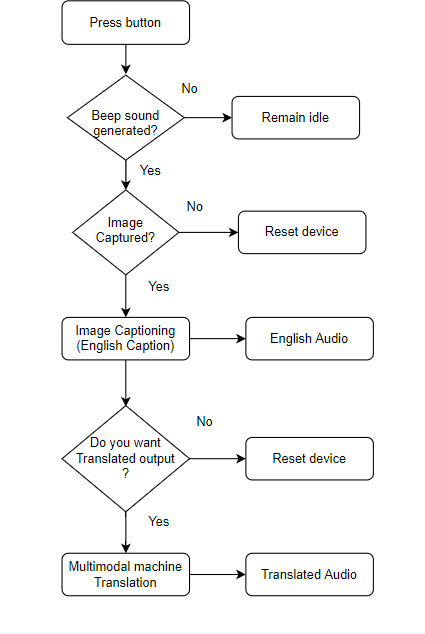 Press button
No
Beep sound
generated?
Remain idle
Yes
No
Image
Captured?
Reset device
Yes
Image Captioning
(English Caption)
English Audio
No
Do you want
Translated output
?
Reset device
Yes
Multimodal machine
Translation
Translated Audio